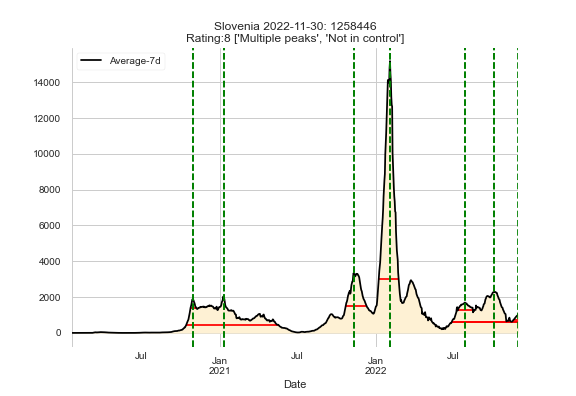 Slovenia 2022-11-30: 1258446
Rating:8 ['Multiple peaks', 'Not in control']
Average-7d
14000
12000
10000
8000
6000
4000
2000
0
Jul
Jan
2021
Jul
Jan
2022
Jul
Date